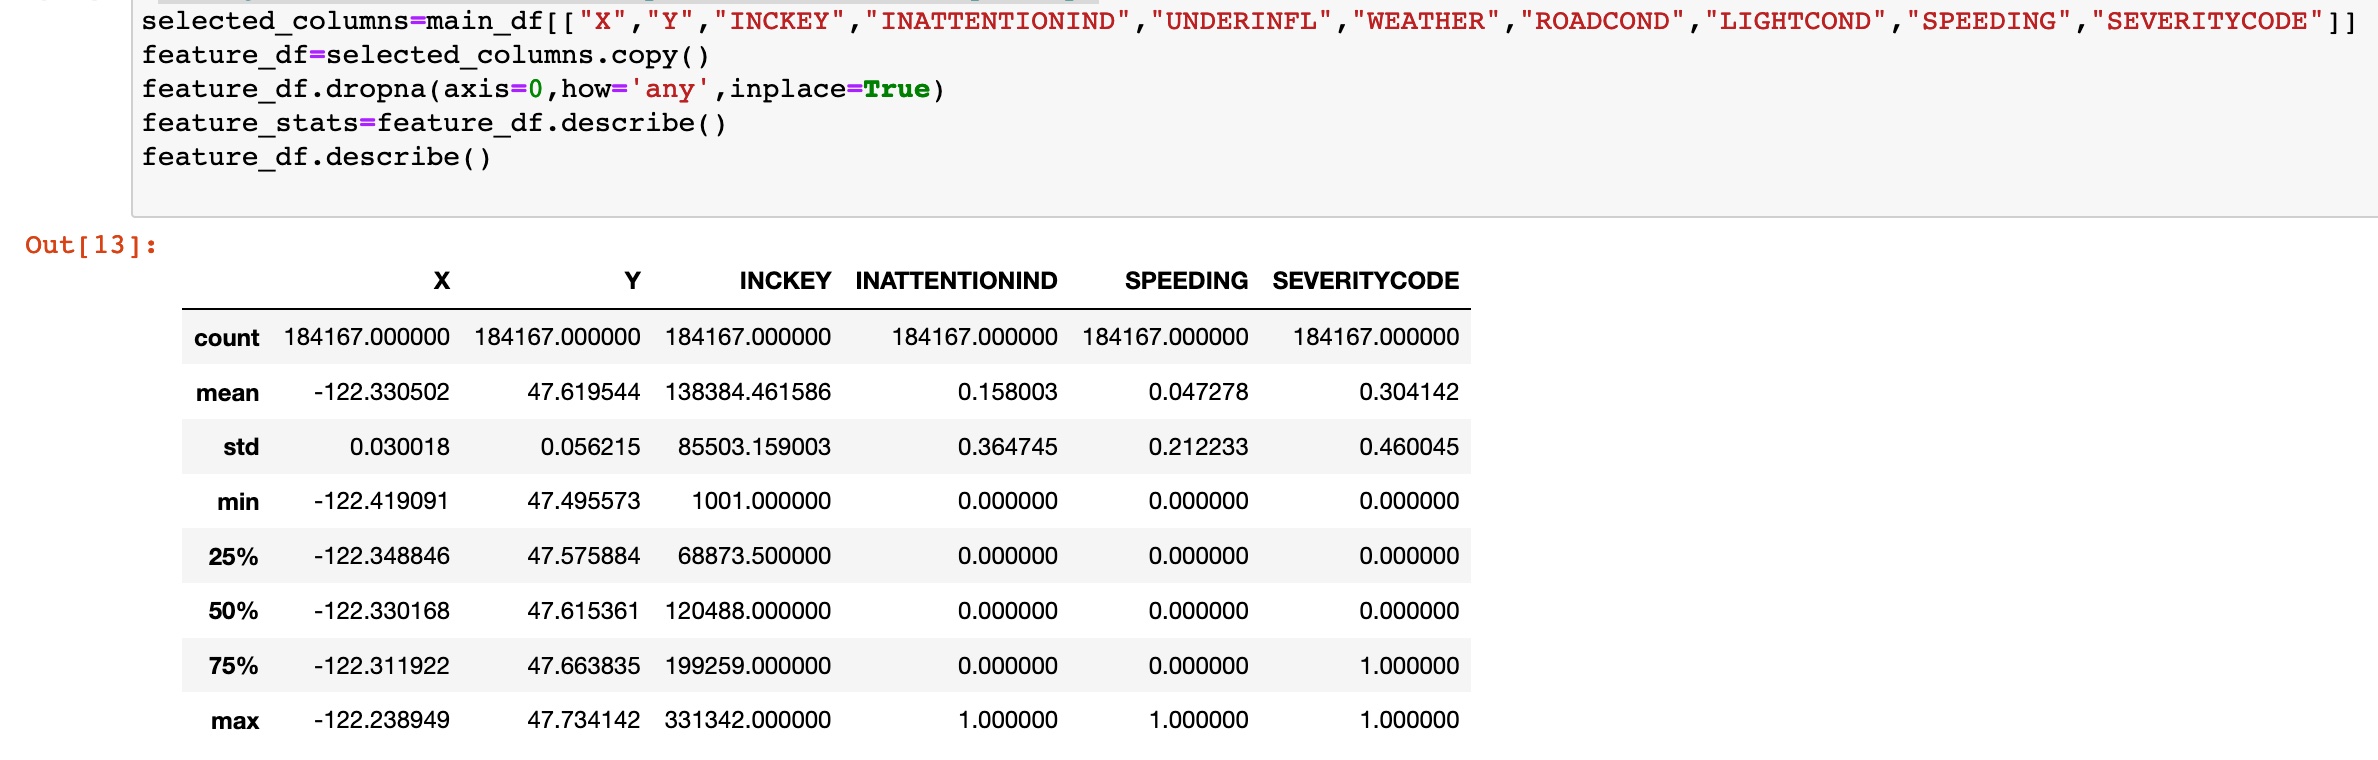 selected_columns=main_df[["X","Y","INCKEY","INATTENTIONIND","UNDERINFL","WEATHER","ROADCOND","LIGHTCOND","SPEEDING","SEVERITYCODE"]]
feature_df=selected_columns.copy()
feature_df.dropna(axis=0,how='any',inplace=True)
feature_stats=feature_df.describe()
feature_df.describe()
Out[13]:
X Y INCKEY INATTENTIONIND SPEEDING SEVERITYCODE
count 184167.000000 184167.000000 184167.000000 184167.000000 184167.000000 184167.000000
mean -122.330502 47.619544 138384.461586 0.158003 0.047278 0.304142
std 0.030018 0.056215 85503.159003 0.364745 0.212233 0.460045
min -122.419091 47.495573 1001.000000 0.000000 0.000000 0.000000
25% -122.348846 47.575884 68873.500000 0.000000 0.000000 0.000000
50% -122.330168 47.615361 120488.000000 0.000000 0.000000 0.000000
75% -122.311922 47.663835 199259.000000 0.000000 0.000000 1.000000
max -122.238949 47.734142 331342.000000 1.000000 1.000000 1.000000